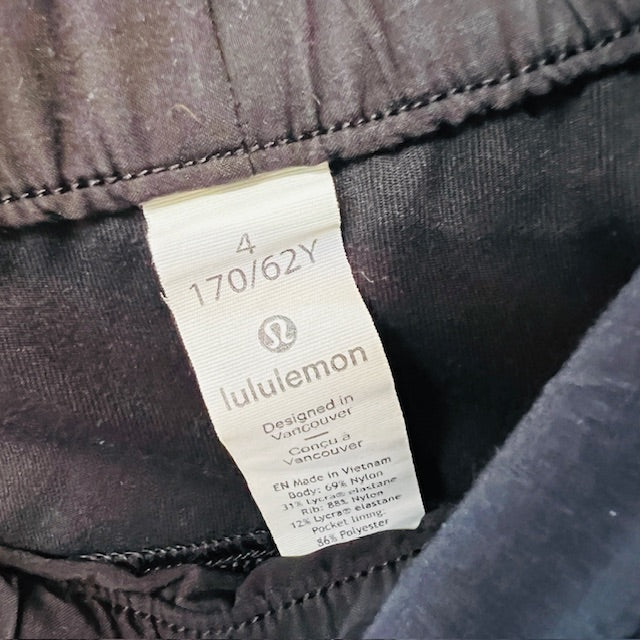 4
170/62Y
lululemon
Designed in
Vancouver
Conçu à
Vancouver
EN Made in Vietnam
Body: 69% Nylon
31% Lycra® elastane
Rib: 88% Nylon
12% Lycra® elastane
Pocket lining:
86% Polyester